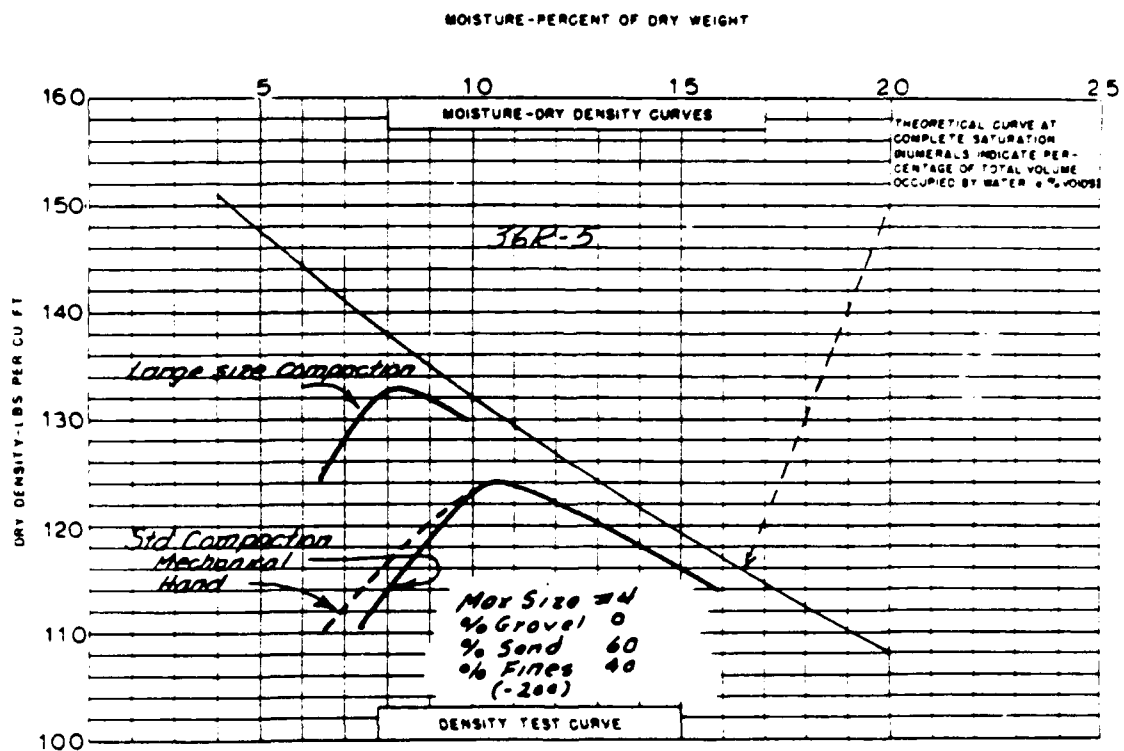 MOISTURE-PERCENT OF DRY WEIGHT
5 10 15 20 25
160
MOISTURE-DRY DENSITY CURVES
THEORETICAL CURVE AT
COMPLETE SATURATION
NUMERALS INDICATE PER-
CENTAGE OF TOTAL VOLUME
OCCUPIED BY WATER % VOIDS
150
36R-5
140
Large size Compaction
130
DRY DENSITY-LBS PER CU FT
120
Std Compaction
Mechanical
Hand
Max Size #4
% Gravel 0
110
% Sand 60
% Fines 40
(-200)
DENSITY TEST CURVE
100